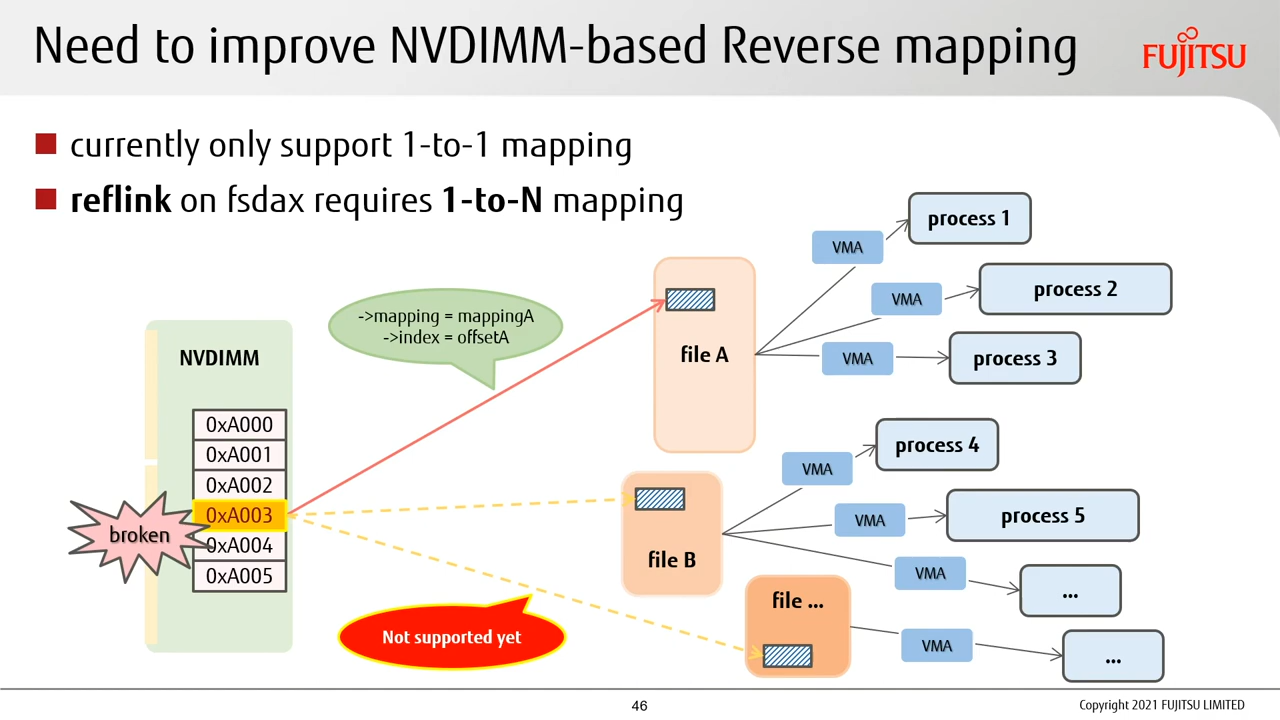 Need to improve NVDIMM-based Reverse mapping
FUJITSU
currently only support 1-to-1 mapping
reflink on fsdax requires 1-to-N mapping
process 1
VMA
process 2
VMA
->mapping = mappingA
->index = offsetA
file A
VMA
process 3
NVDIMM
0xA000
0xA001
0xA002
0xA003
0xA004
0xA005
broken
process 4
VMA
process 5
VMA
file B
VMA
...
file ...
VMA
...
Not supported yet
46
Copyright 2021 FUJITSU LIMITED